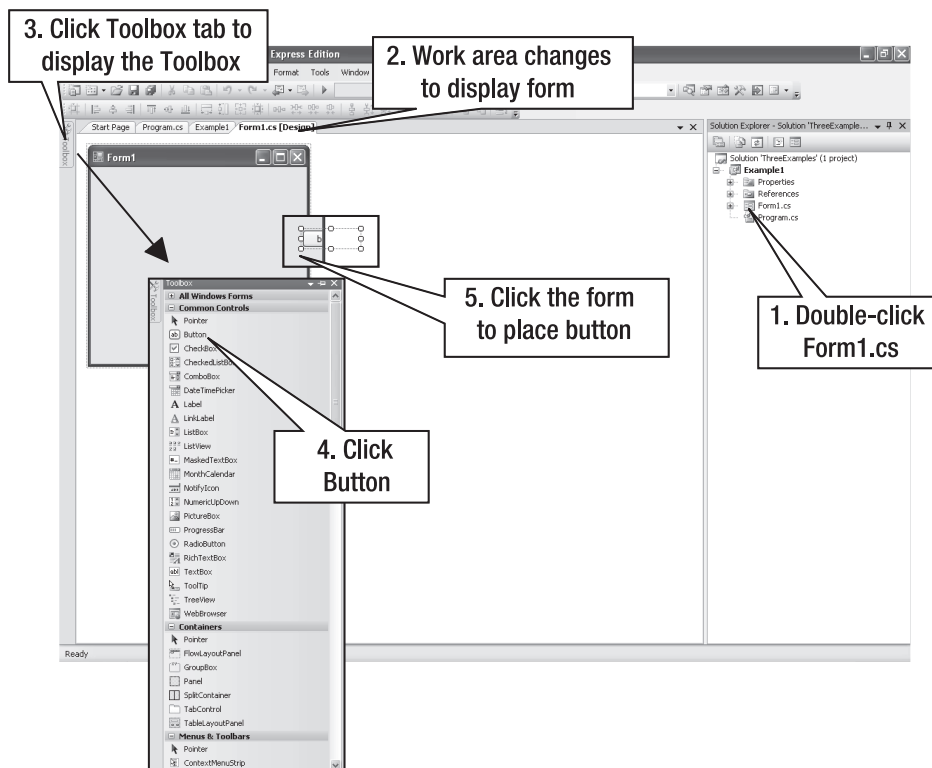 3. Click Toolbox tab to
display the Toolbox
Express Edition
2. Work area changes
to display form
Format Tools Window
Start Page Program.cs Example1 Form1.cs [Design]
Toolbox
Form1
Solution Explorer - Solution 'ThreeExample...
Solution 'ThreeExamples' (1 project)
Example1
Properties
References
Form1.cs
Program.cs
b
5. Click the form
to place button
1. Double-click
Form1.cs
Toolbox
Toolbox
All Windows Forms
Common Controls
Pointer
Button
CheckBox
CheckedListBox
ComboBox
DateTimePicker
A Label
A LinkLabel
ListBox
ListView
MaskedTextBox
MonthCalendar
NotifyIcon
NumericUpDown
PictureBox
ProgressBar
RadioButton
RichTextBox
TextBox
ToolTip
TreeView
WebBrowser
4. Click
Button
Containers
Pointer
FlowLayoutPanel
GroupBox
Panel
SplitContainer
TabControl
TableLayoutPanel
Menus & Toolbars
Pointer
ContextMenuStrip
Ready